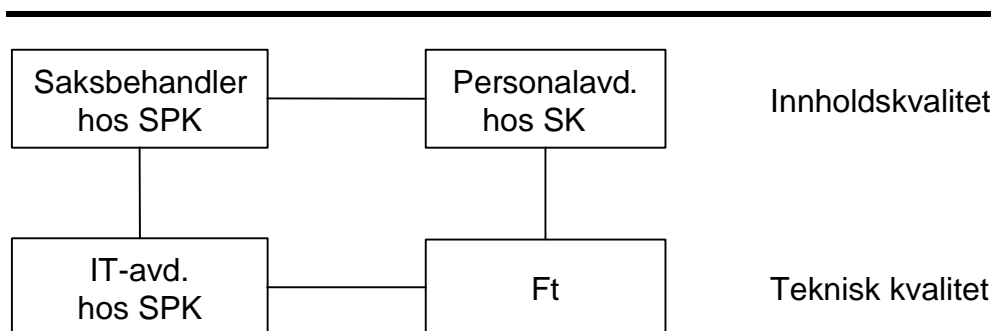 Saksbehandler
hos SPK
Personalavd.
hos SK
Innholdskvalitet
IT-avd.
hos SPK
Ft
Teknisk kvalitet